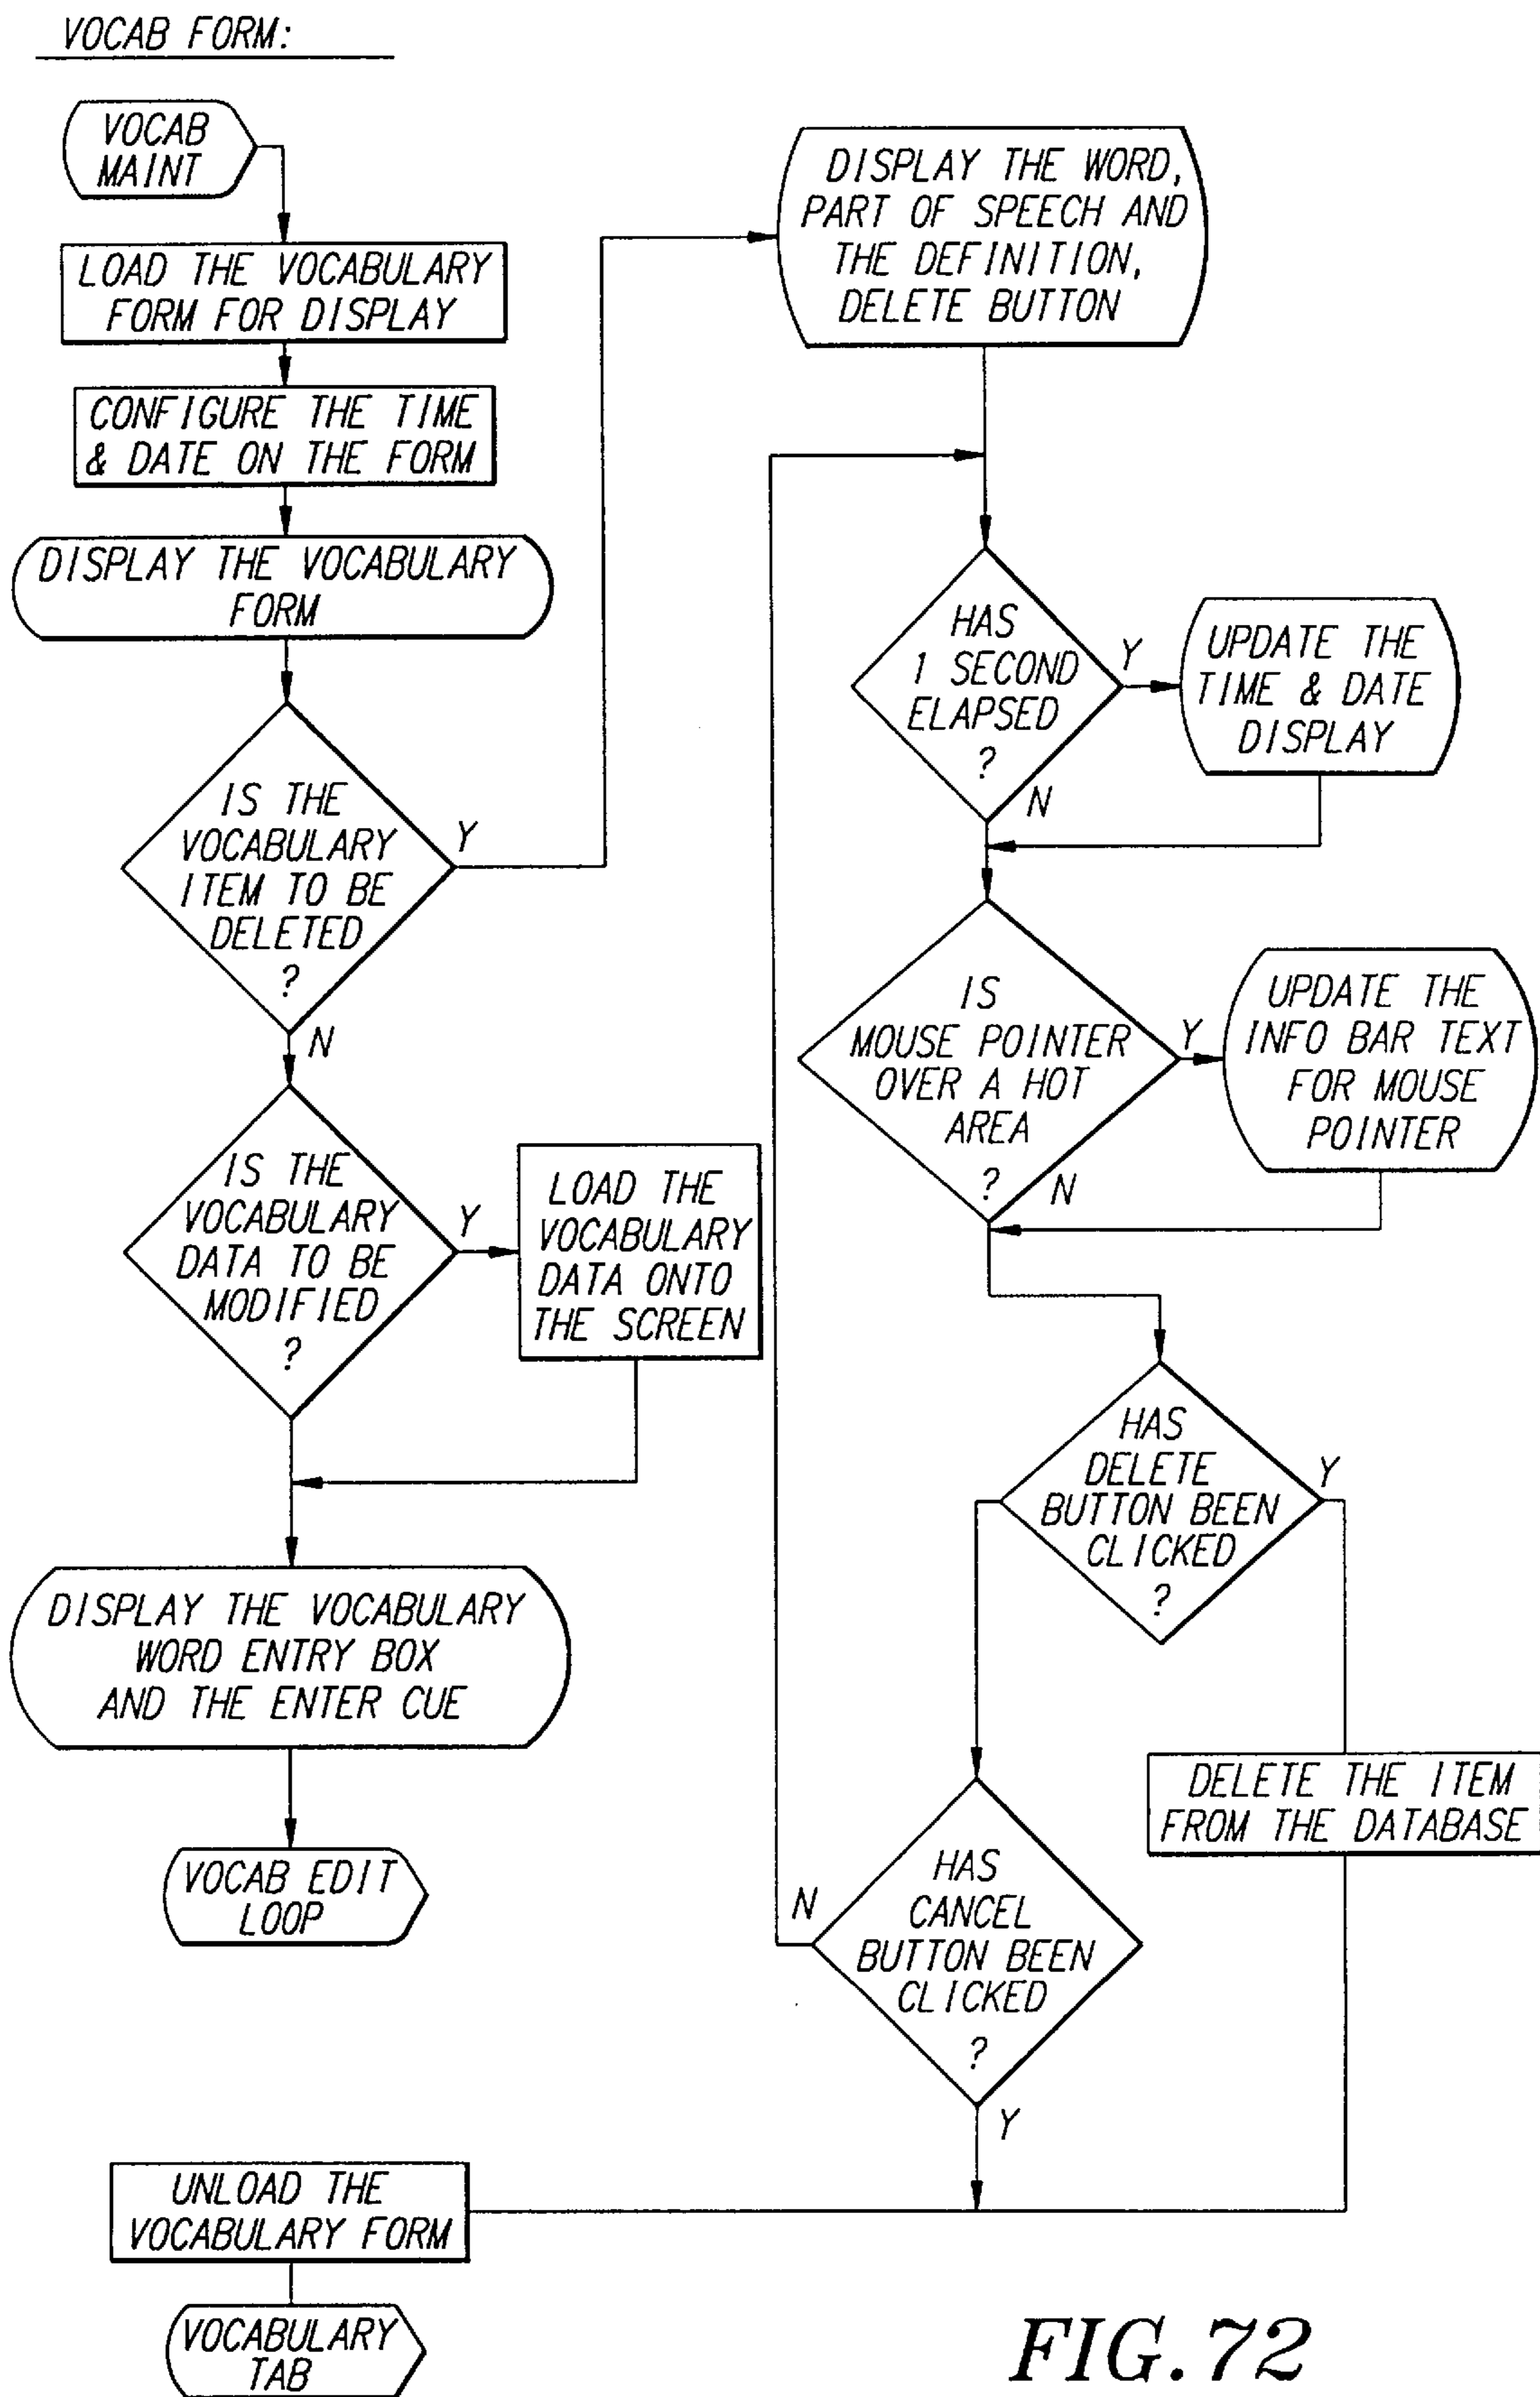 VOCAB FORM:
VOCAB
MAINT
LOAD THE VOCABULARY
FORM FOR DISPLAY
CONFIGURE THE TIME
& DATE ON THE FORM
DISPLAY THE VOCABULARY
FORM
IS THE
VOCABULARY
ITEM TO BE
DELETED
?
Y
N
IS THE
VOCABULARY
DATA TO BE
MODIFIED
?
Y
LOAD THE
VOCABULARY
DATA ONTO
THE SCREEN
DISPLAY THE VOCABULARY
WORD ENTRY BOX
AND THE ENTER CUE
VOCAB EDIT
LOOP
DISPLAY THE WORD,
PART OF SPEECH AND
THE DEFINITION,
DELETE BUTTON
HAS
1 SECOND
ELAPSED
?
Y
N
UPDATE THE
TIME & DATE
DISPLAY
IS
MOUSE POINTER
OVER A HOT
AREA
?
Y
N
UPDATE THE
INFO BAR TEXT
FOR MOUSE
POINTER
HAS
DELETE
BUTTON BEEN
CLICKED
?
Y
DELETE THE ITEM
FROM THE DATABASE
HAS
CANCEL
BUTTON BEEN
CLICKED
?
N
Y
UNLOAD THE
VOCABULARY FORM
VOCABULARY
TAB
FIG. 72